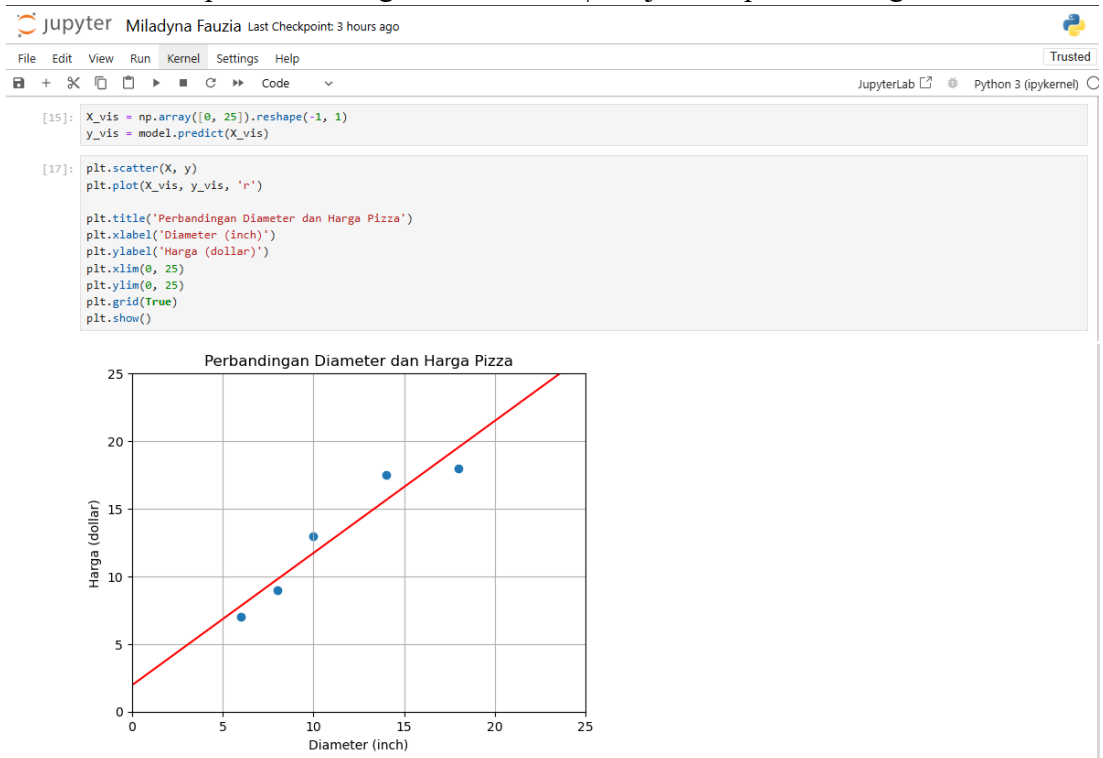 jupyter Miladyna Fauzia Last Checkpoint: 3 hours ago
File Edit View Run Kernel Settings Help Trusted
Code JupyterLab Python 3 (ipykernel)
[15]: X_vis = np.array([0, 25]).reshape(-1, 1)
y_vis = model.predict(X_vis)
[17]: plt.scatter(X, y)
plt.plot(X_vis, y_vis, 'r')
plt.title('Perbandingan Diameter dan Harga Pizza')
plt.xlabel('Diameter (inch)')
plt.ylabel('Harga (dollar)')
plt.xlim(0, 25)
plt.ylim(0, 25)
plt.grid(True)
plt.show()
Perbandingan Diameter dan Harga Pizza
25
20
15
10
5
0
Harga (dollar)
0 5 10 15 20 25
Diameter (inch)